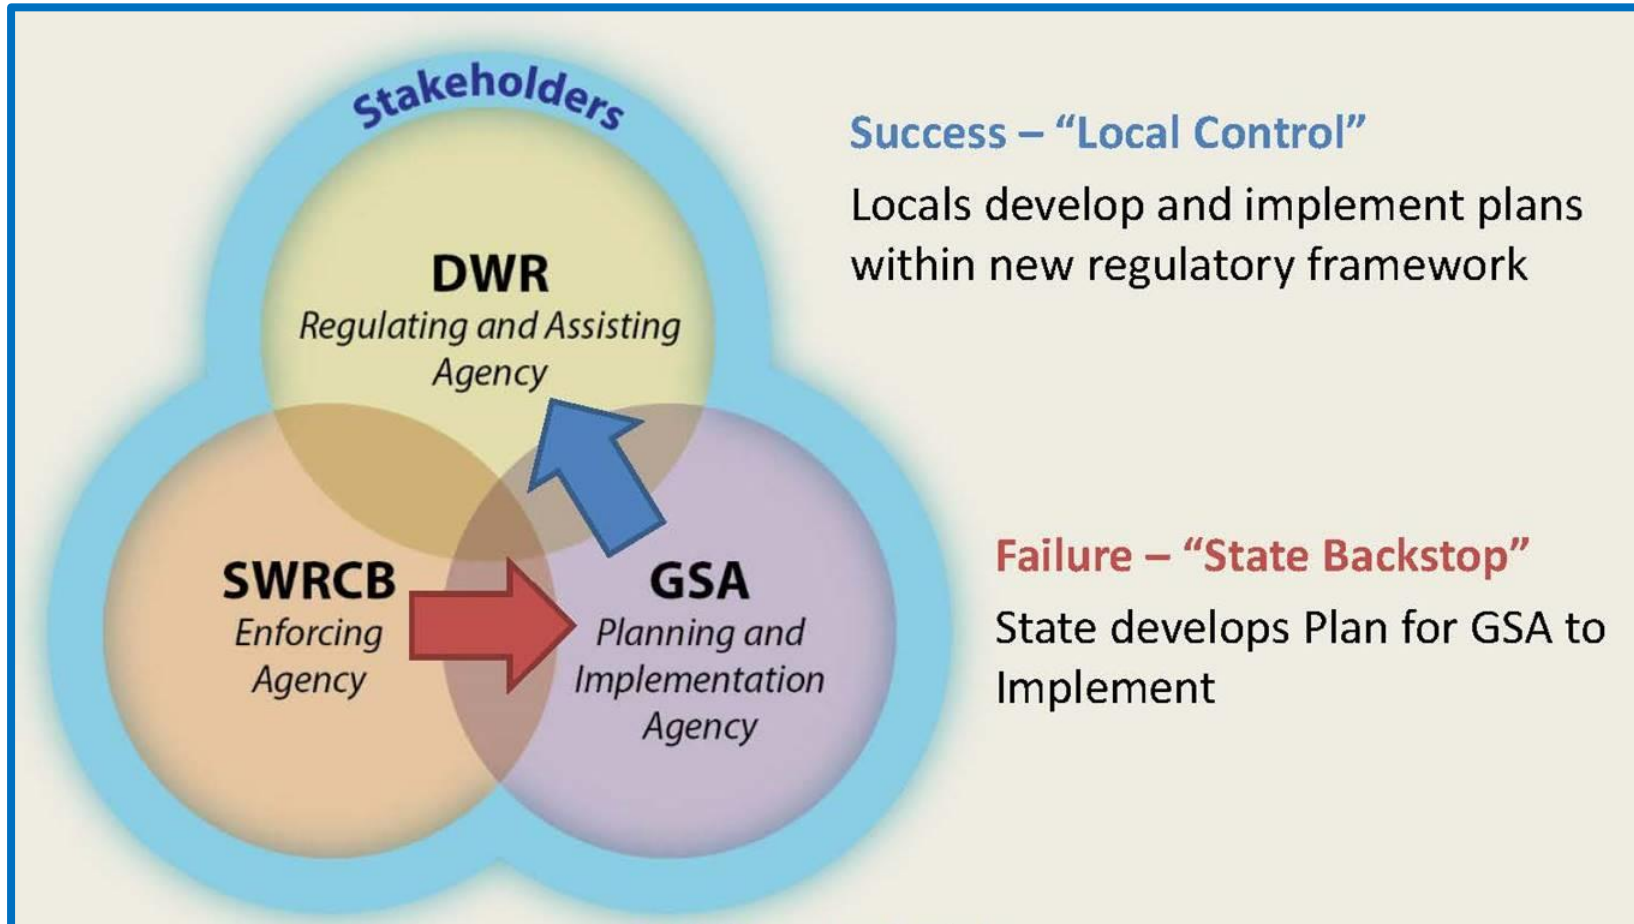 Stakeholders
DWR
Regulating and Assisting
Agency
SWRCB
Enforcing
Agency
GSA
Planning and
Implementation
Agency
Success – “Local Control”
Locals develop and implement plans
within new regulatory framework
Failure – “State Backstop”
State develops Plan for GSA to
Implement